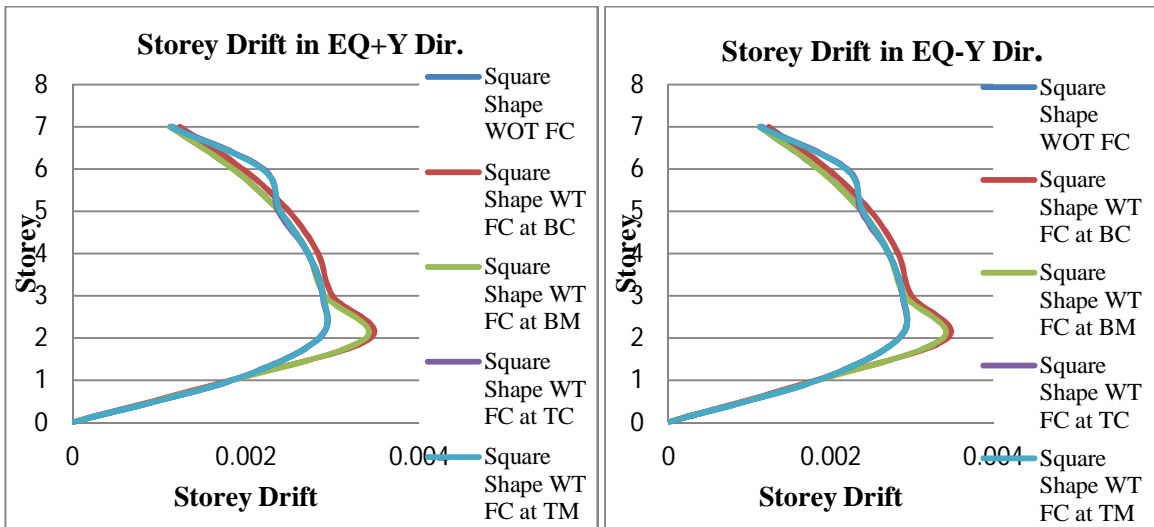 Storey Drift in EQ+Y Dir.
8
7
6
5
4
3
2
1
0
Storey
0
0.002
0.004
Storey Drift
Square
Shape
WOT FC
Square
Shape WT
FC at BC
Square
Shape WT
FC at BM
Square
Shape WT
FC at TC
Square
Shape WT
FC at TM
Storey Drift in EQ-Y Dir.
8
7
6
5
4
3
2
1
0
Storey
0
0.002
0.004
Storey Drift
Square
Shape
WOT FC
Square
Shape WT
FC at BC
Square
Shape WT
FC at BM
Square
Shape WT
FC at TC
Square
Shape WT
FC at TM